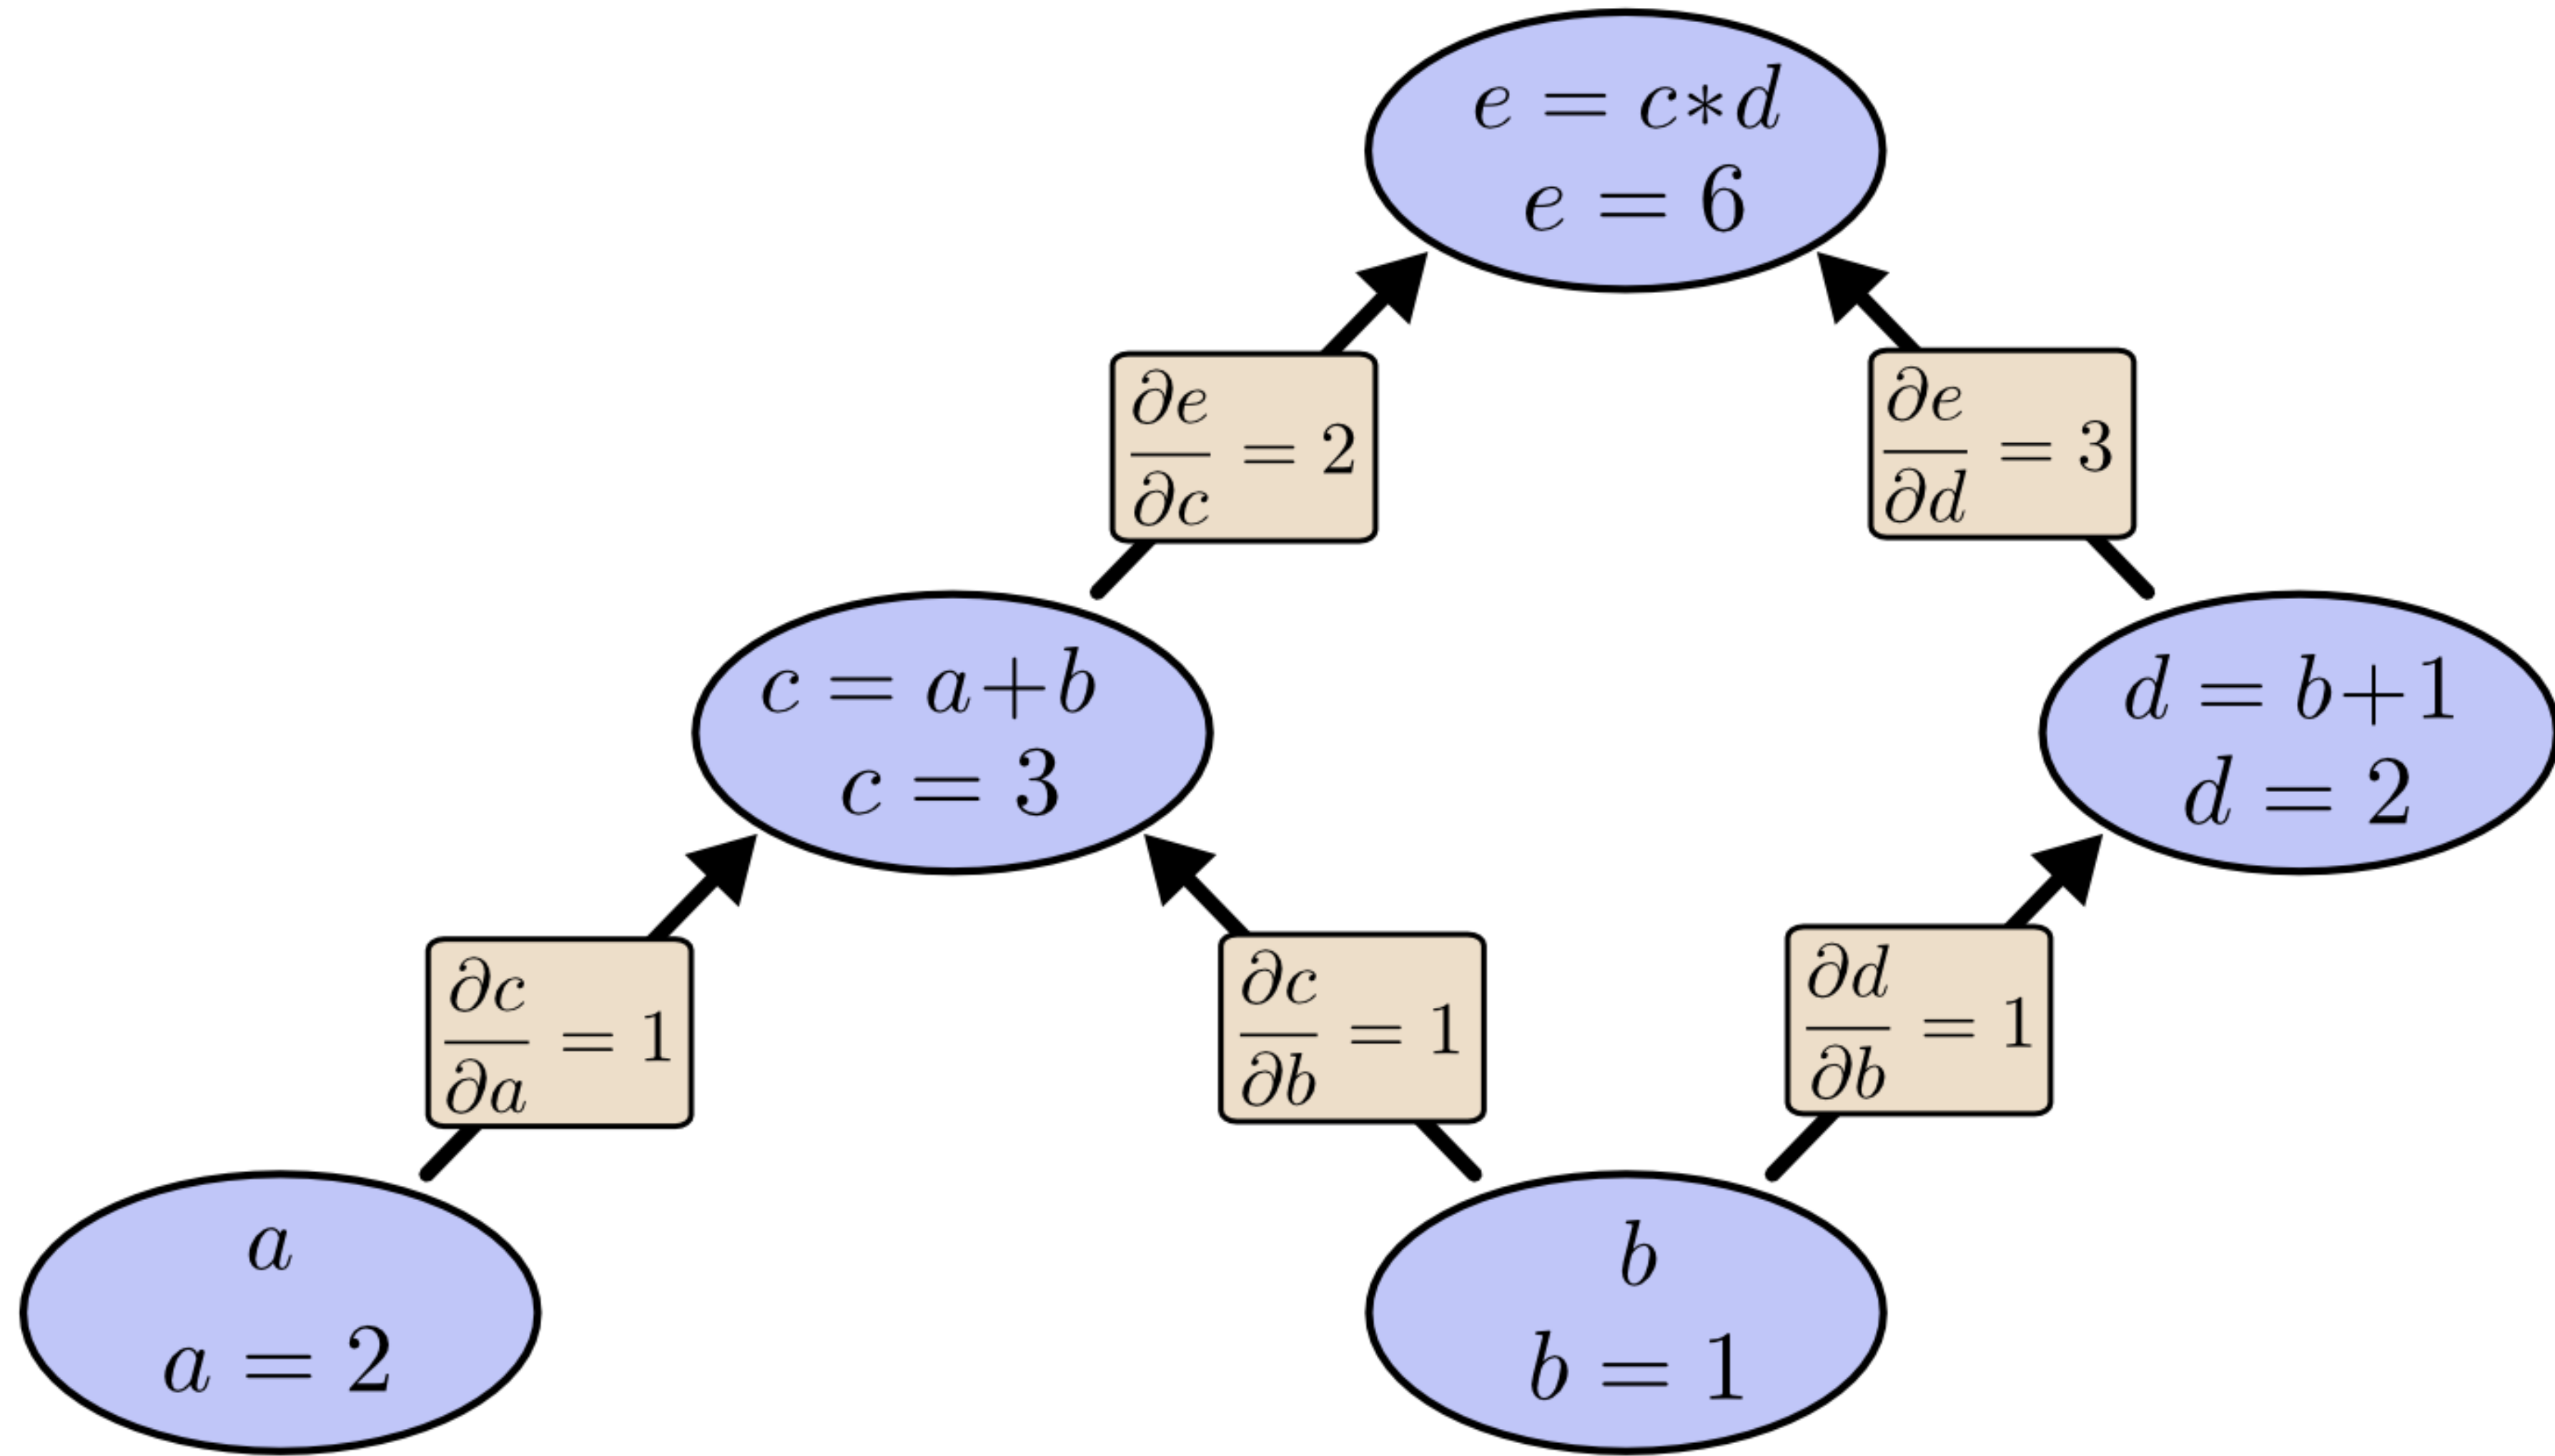 e = c*d
e = 6
∂e/∂c = 2
∂e/∂d = 3
c = a+b
c = 3
d = b+1
d = 2
∂c/∂a = 1
∂c/∂b = 1
∂d/∂b = 1
a
a = 2
b
b = 1